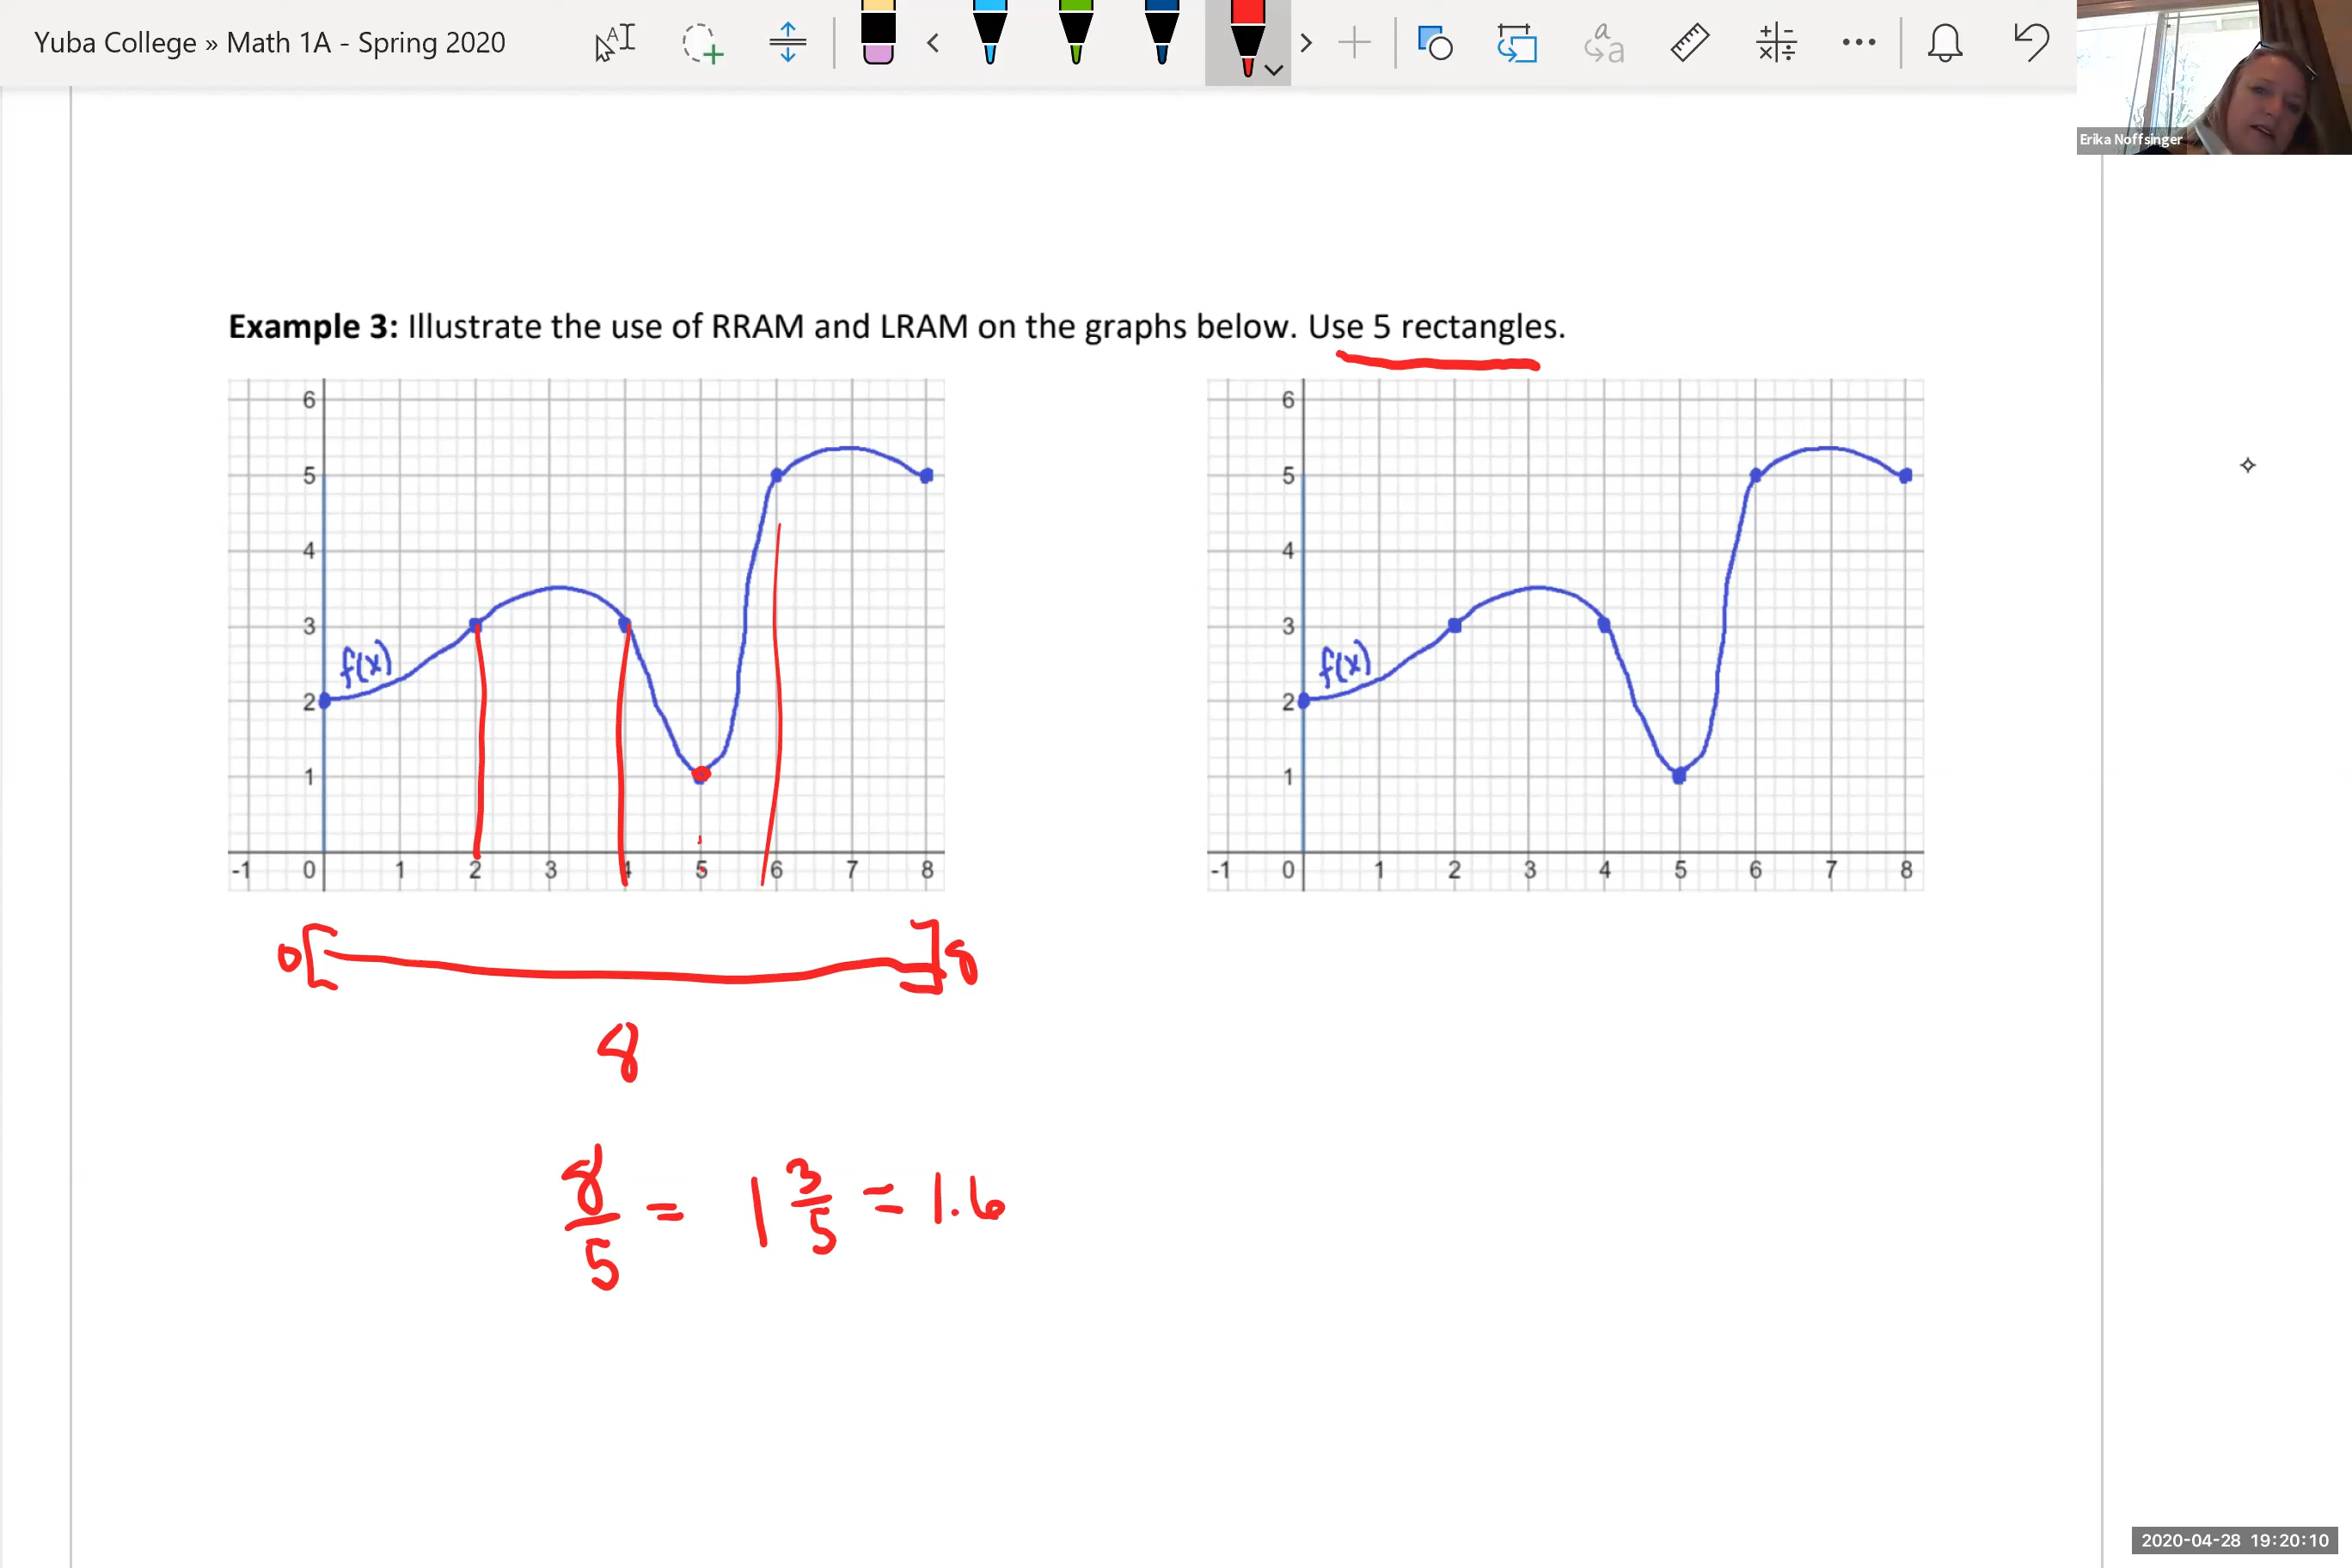 Yuba College » Math 1A - Spring 2020
Erika Noffsinger
Example 3: Illustrate the use of RRAM and LRAM on the graphs below. Use 5 rectangles.
6
5
4
3
2
1
f(x)
-1 0 1 2 3 4 5 6 7 8
6
5
4
3
2
1
f(x)
-1 0 1 2 3 4 5 6 7 8
0[ ]8
8
8/5 = 1 3/5 = 1.6
2020-04-28 19:20:10